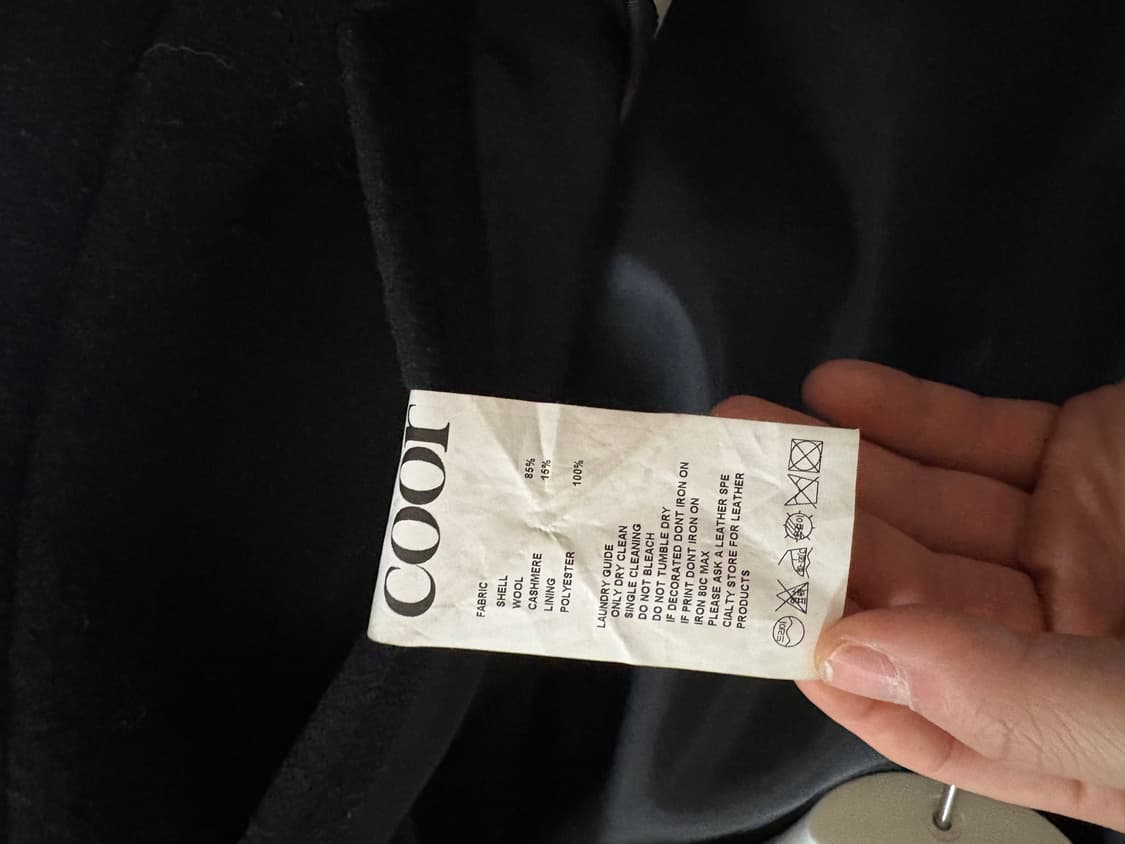 coor
FABRIC
SHELL
WOOL 85%
CASHMERE 15%
LINING
POLYESTER 100%
LAUNDRY GUIDE
ONLY DRY CLEAN
SINGLE CLEANING
DO NOT BLEACH
DO NOT TUMBLE DRY
IF DECORATED DONT IRON ON
IF PRINT DONT IRON ON
IRON 80C MAX
PLEASE ASK A LEATHER SPE
CIALTY STORE FOR LEATHER
PRODUCTS